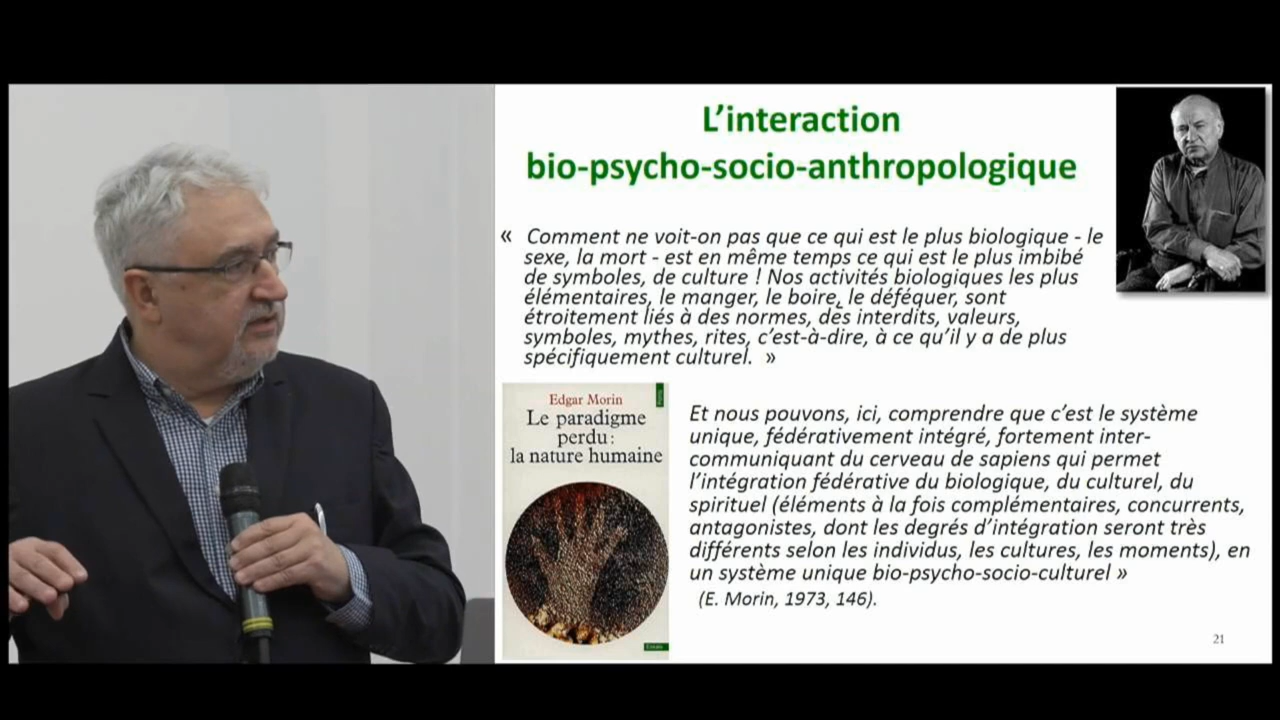 L’interaction
bio-psycho-socio-anthropologique
« Comment ne voit-on pas que ce qui est le plus biologique - le
sexe, la mort - est en même temps ce qui est le plus imbibé
de symboles, de culture ! Nos activités biologiques les plus
élémentaires, le manger, le boire, le déféquer, sont
étroitement liés à des normes, des interdits, valeurs,
symboles, mythes, rites, c’est-à-dire, à ce qu’il y a de plus
spécifiquement culturel. »
Edgar Morin
Le paradigme
perdu :
la nature humaine
Points
Essais
Et nous pouvons, ici, comprendre que c’est le système
unique, fédérativement intégré, fortement inter-
communiquant du cerveau de sapiens qui permet
l’intégration fédérative du biologique, du culturel, du
spirituel (éléments à la fois complémentaires, concurrents,
antagonistes, dont les degrés d’intégration seront très
différents selon les individus, les cultures, les moments), en
un système unique bio-psycho-socio-culturel »
(E. Morin, 1973, 146).
21